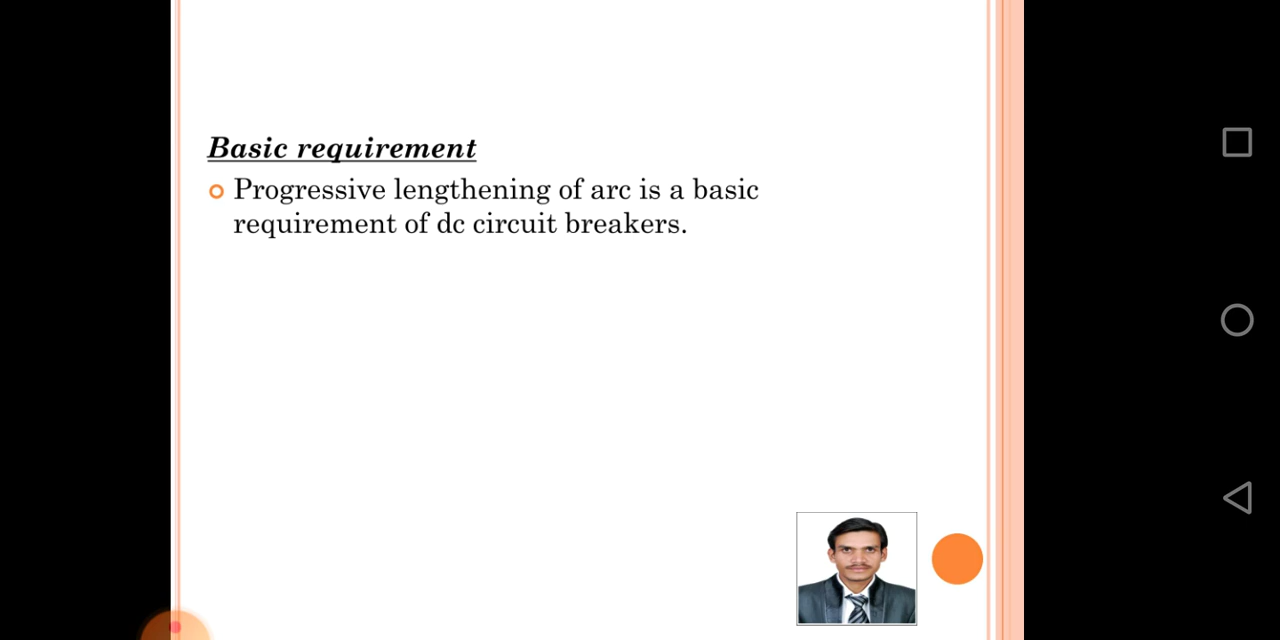 Basic requirement
Progressive lengthening of arc is a basic
requirement of dc circuit breakers.